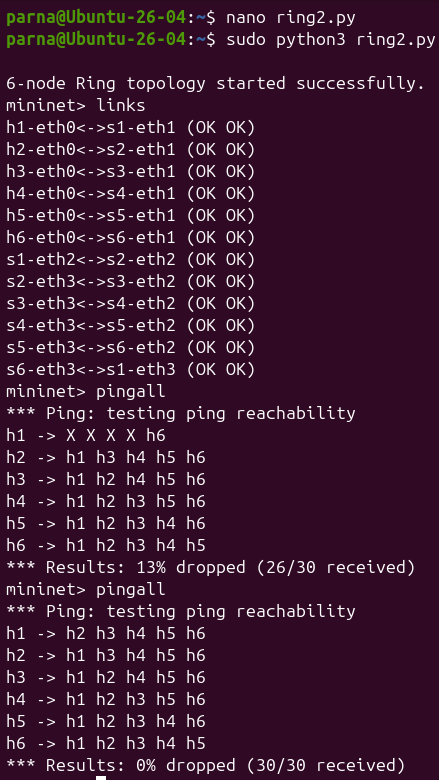 parna@Ubuntu-26-04:~$ nano ring2.py
parna@Ubuntu-26-04:~$ sudo python3 ring2.py
6-node Ring topology started successfully.
mininet> links
h1-eth0<->s1-eth1 (OK OK)
h2-eth0<->s2-eth1 (OK OK)
h3-eth0<->s3-eth1 (OK OK)
h4-eth0<->s4-eth1 (OK OK)
h5-eth0<->s5-eth1 (OK OK)
h6-eth0<->s6-eth1 (OK OK)
s1-eth2<->s2-eth2 (OK OK)
s2-eth3<->s3-eth2 (OK OK)
s3-eth3<->s4-eth2 (OK OK)
s4-eth3<->s5-eth2 (OK OK)
s5-eth3<->s6-eth2 (OK OK)
s6-eth3<->s1-eth3 (OK OK)
mininet> pingall
*** Ping: testing ping reachability
h1 -> X X X X h6
h2 -> h1 h3 h4 h5 h6
h3 -> h1 h2 h4 h5 h6
h4 -> h1 h2 h3 h5 h6
h5 -> h1 h2 h3 h4 h6
h6 -> h1 h2 h3 h4 h5
*** Results: 13% dropped (26/30 received)
mininet> pingall
*** Ping: testing ping reachability
h1 -> h2 h3 h4 h5 h6
h2 -> h1 h3 h4 h5 h6
h3 -> h1 h2 h4 h5 h6
h4 -> h1 h2 h3 h5 h6
h5 -> h1 h2 h3 h4 h6
h6 -> h1 h2 h3 h4 h5
*** Results: 0% dropped (30/30 received)